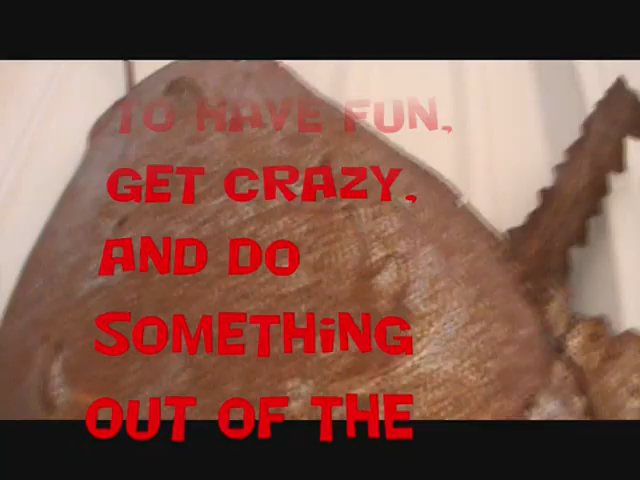 TO HAVE FUN,
GET CRAZY,
AND DO
SOMETHING
OUT OF THE